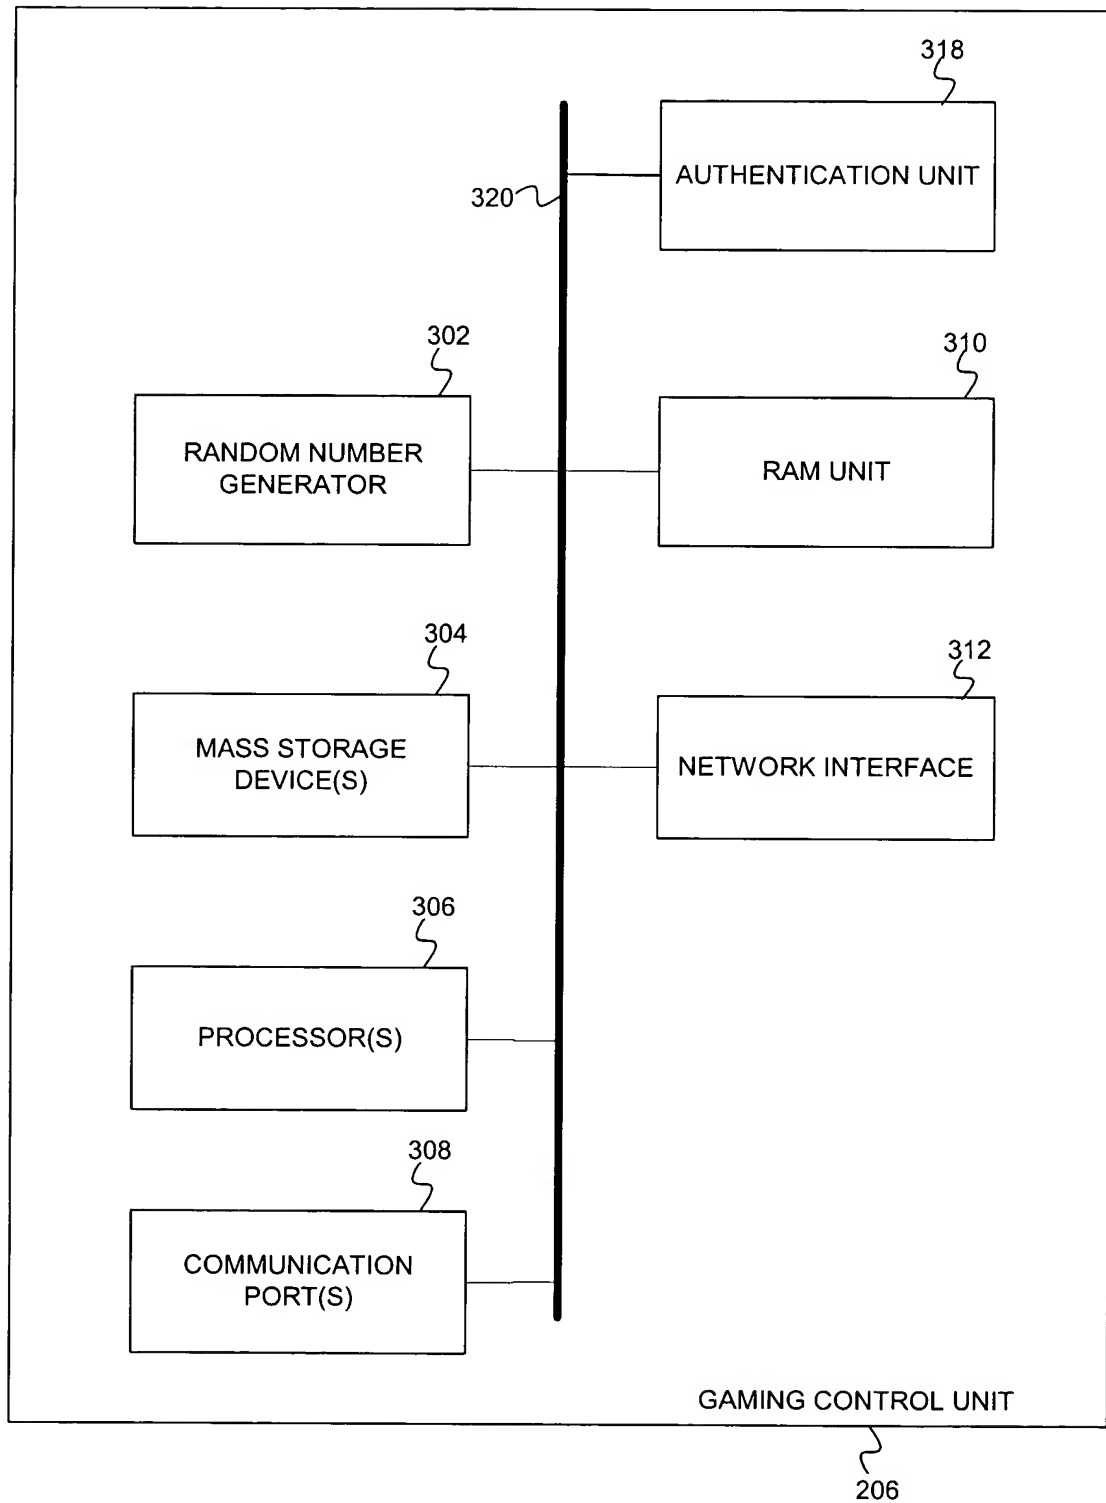 318
AUTHENTICATION UNIT
320
302
RANDOM NUMBER
GENERATOR
310
RAM UNIT
304
MASS STORAGE
DEVICE(S)
312
NETWORK INTERFACE
306
PROCESSOR(S)
308
COMMUNICATION
PORT(S)
GAMING CONTROL UNIT
206